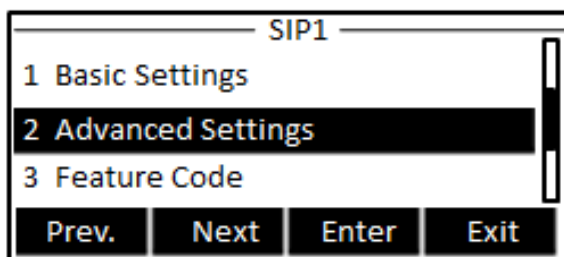 SIP1
1 Basic Settings
2 Advanced Settings
3 Feature Code
Prev. Next Enter Exit